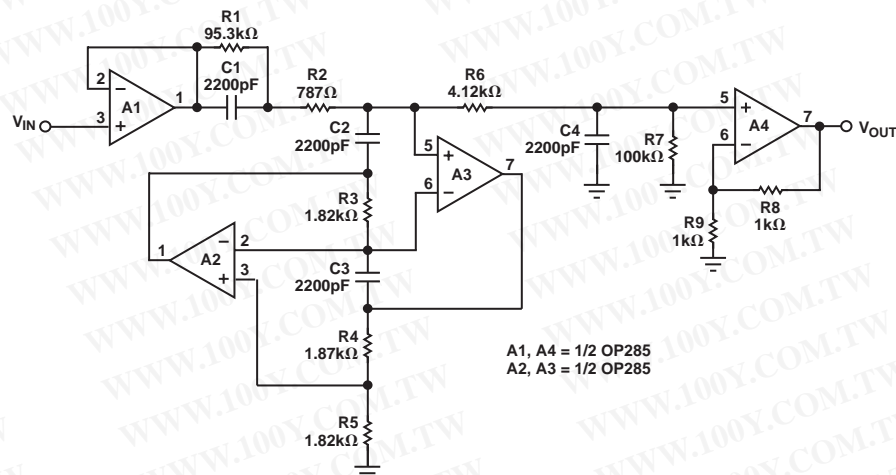 R1
95.3kΩ
C1
2200pF
2
3
1
A1
VIN
R2
787Ω
R6
4.12kΩ
C2
2200pF
5
6
7
A3
C4
2200pF
R7
100kΩ
5
6
7
A4
VOUT
R8
1kΩ
R9
1kΩ
R3
1.82kΩ
1
2
3
A2
C3
2200pF
R4
1.87kΩ
R5
1.82kΩ
A1, A4 = 1/2 OP285
A2, A3 = 1/2 OP285
WWW.100Y.COM.TW